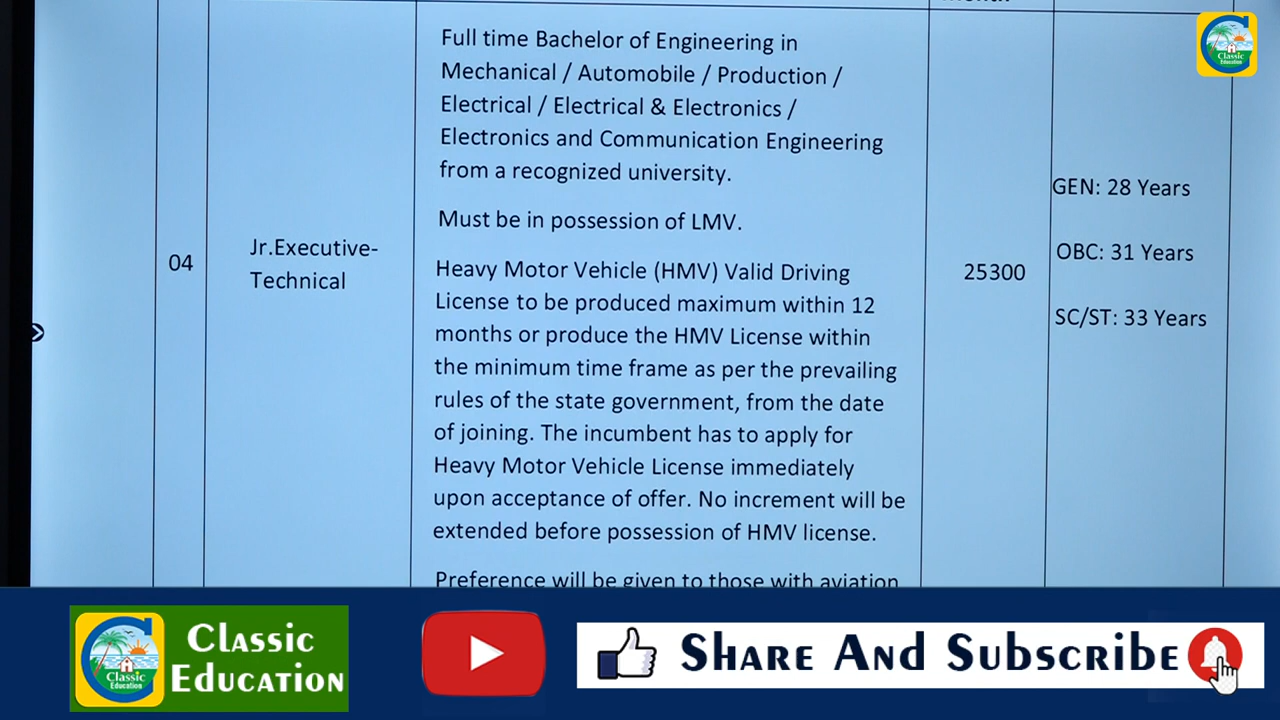 Full time Bachelor of Engineering in
Mechanical / Automobile / Production /
Electrical / Electrical & Electronics /
Electronics and Communication Engineering
from a recognized university.
Must be in possession of LMV.
Heavy Motor Vehicle (HMV) Valid Driving
License to be produced maximum within 12
months or produce the HMV License within
the minimum time frame as per the prevailing
rules of the state government, from the date
of joining. The incumbent has to apply for
Heavy Motor Vehicle License immediately
upon acceptance of offer. No increment will be
extended before possession of HMV license.
Preference will be given to those with aviation
04
Jr.Executive-
Technical
25300
GEN: 28 Years
OBC: 31 Years
SC/ST: 33 Years
Classic
Education
Classic
Education
Classic
Education
Share And Subscribe